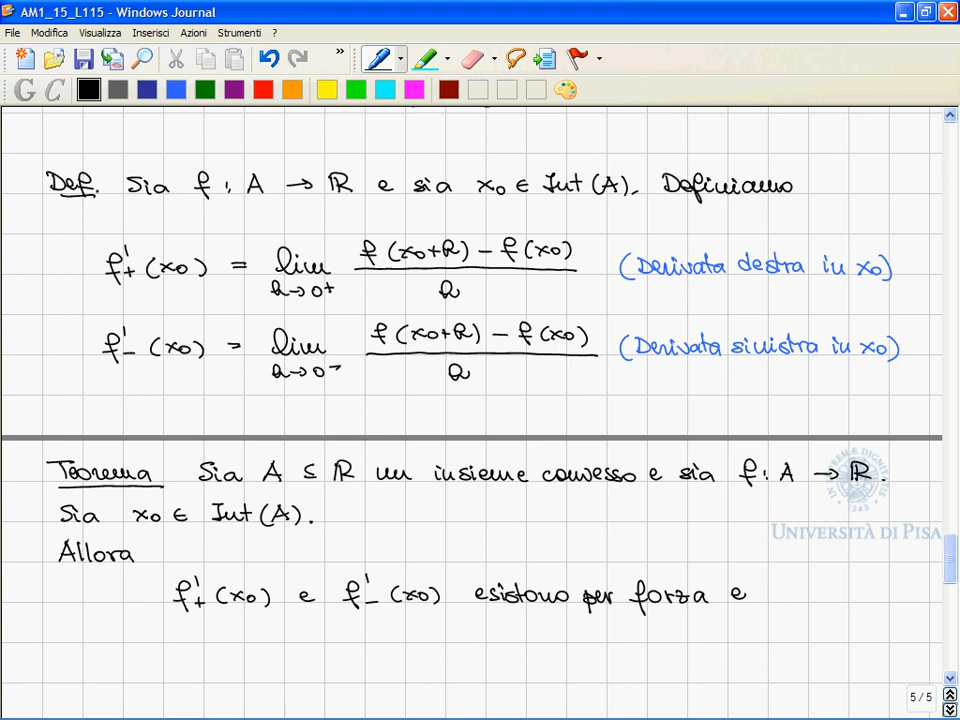 AM1_15_L115 - Windows Journal
File Modifica Visualizza Inserisci Azioni Strumenti ?
G C
Def. Sia f : A → ℝ e sia x₀ ∈ Int(A). Definiamo
f'₊(x₀) = lim_{h→0⁺} (f(x₀+h) − f(x₀)) / h (Derivata destra in x₀)
f'₋(x₀) = lim_{h→0⁻} (f(x₀+h) − f(x₀)) / h (Derivata sinistra in x₀)
Teorema Sia A ⊆ ℝ un insieme convesso e sia f : A → ℝ.
Sia x₀ ∈ Int(A).
UNIVERSITÀ DI PISA
Allora
f'₊(x₀) e f'₋(x₀) esistono per forza e
5 / 5